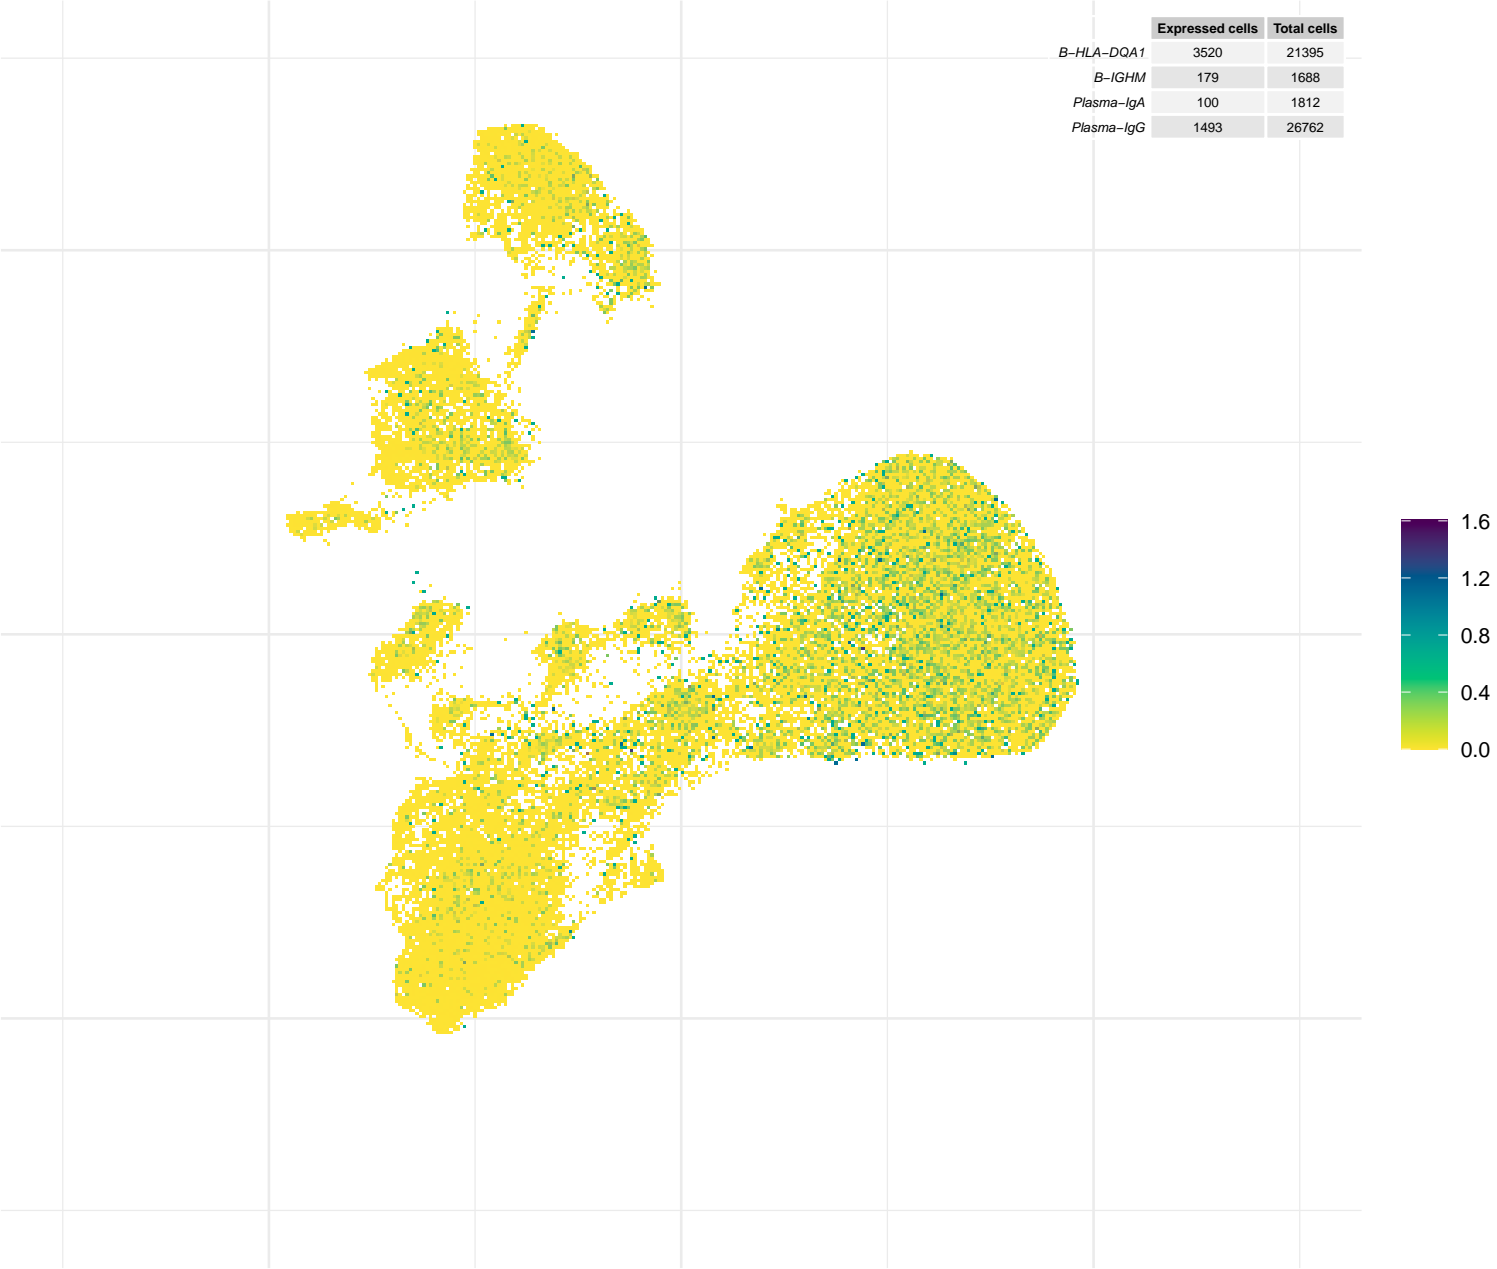 Expressed cells Total cells
B−HLA−DQA1 3520 21395
B−IGHM 179 1688
Plasma−IgA 100 1812
Plasma−IgG 1493 26762
1.6
1.2
0.8
0.4
0.0